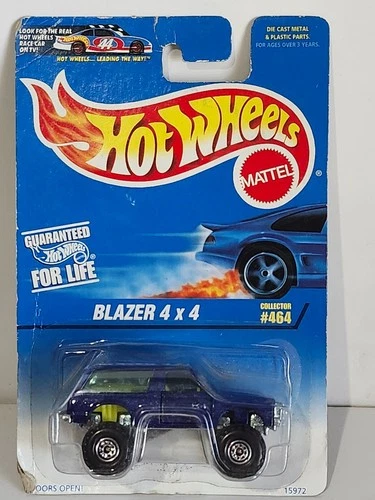 LOOK FOR THE REAL
HOT WHEELS
RACE CAR
ON TV!
44
HOT WHEELS... LEADING THE WAY!™
DIE CAST METAL
& PLASTIC PARTS.
FOR AGES OVER 3 YEARS.
HOT WHEELS
MATTEL
®
GUARANTEED
HOT WHEELS
FOR LIFE
BLAZER 4 x 4
COLLECTOR
#464
OORS OPEN!
15972